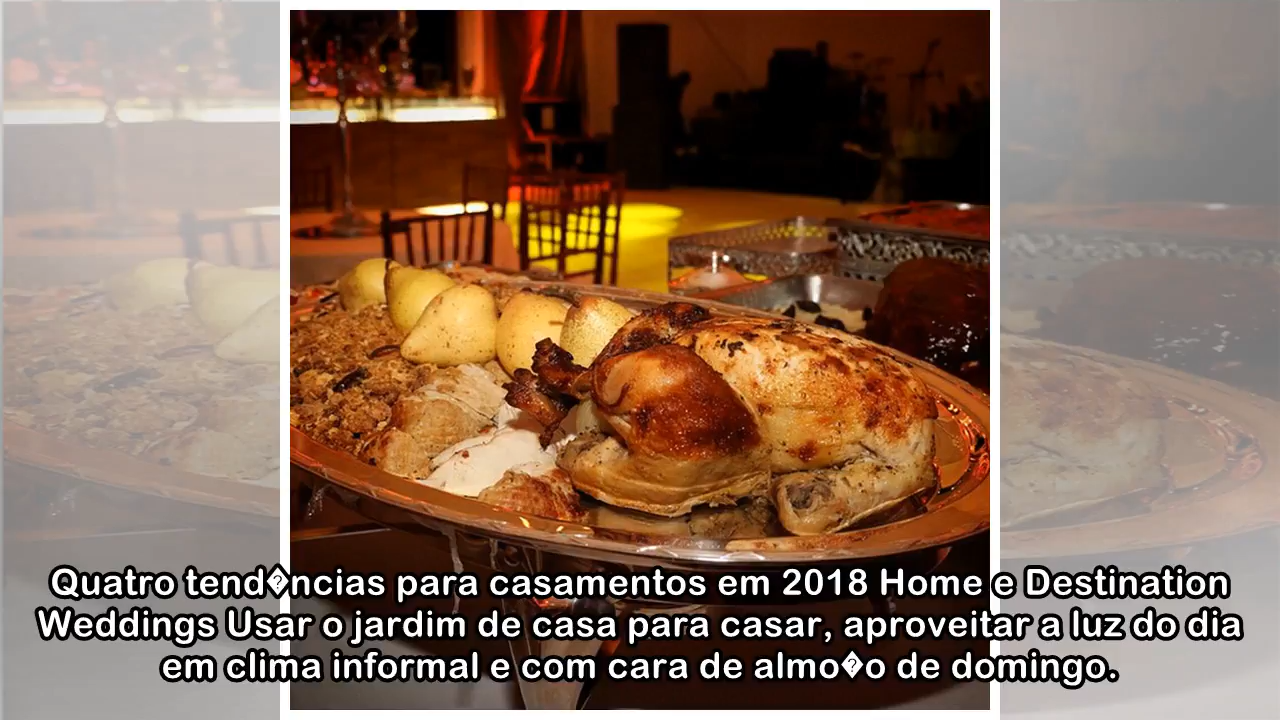 Quatro tend�ncias para casamentos em 2018 Home e Destination
Weddings Usar o jardim de casa para casar, aproveitar a luz do dia
em clima informal e com cara de almo�o de domingo.